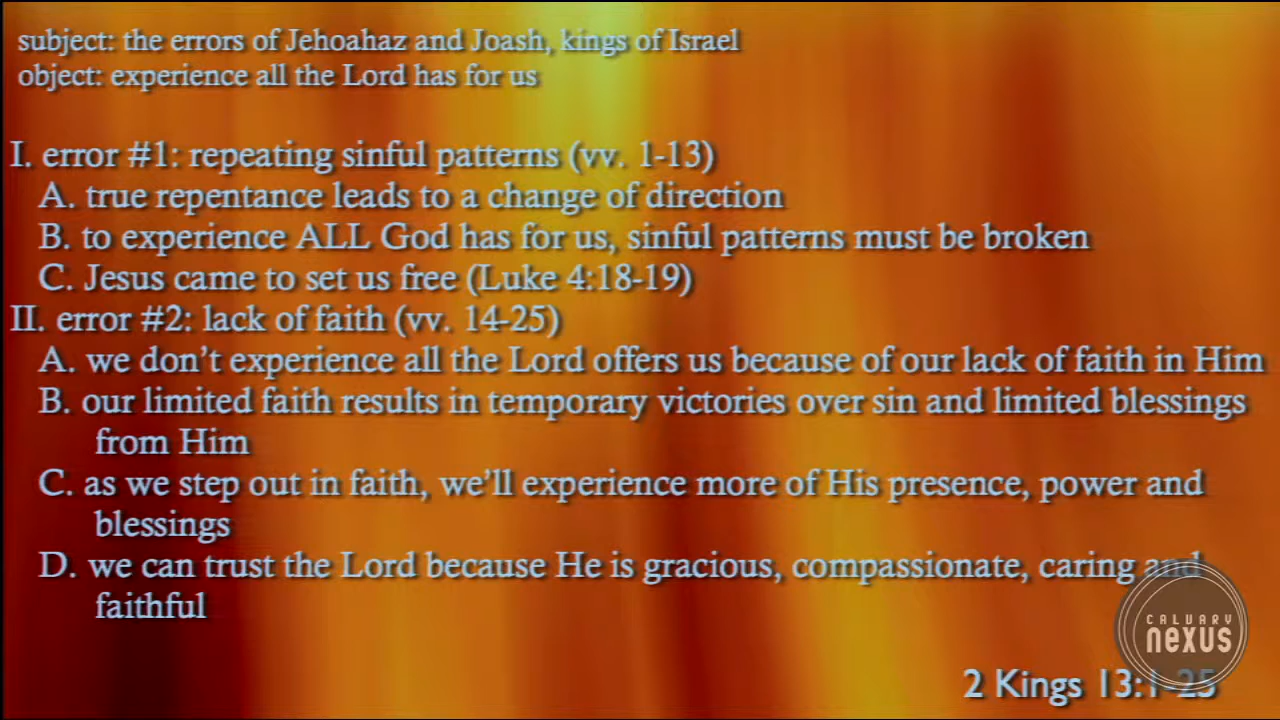 subject: the errors of Jehoahaz and Joash, kings of Israel
object: experience all the Lord has for us
I. error #1: repeating sinful patterns (vv. 1-13)
A. true repentance leads to a change of direction
B. to experience ALL God has for us, sinful patterns must be broken
C. Jesus came to set us free (Luke 4:18-19)
II. error #2: lack of faith (vv. 14-25)
A. we don't experience all the Lord offers us because of our lack of faith in Him
B. our limited faith results in temporary victories over sin and limited blessings
from Him
C. as we step out in faith, we'll experience more of His presence, power and
blessings
D. we can trust the Lord because He is gracious, compassionate, caring and
faithful
CALVARY
nexus
2 Kings 13:1-25